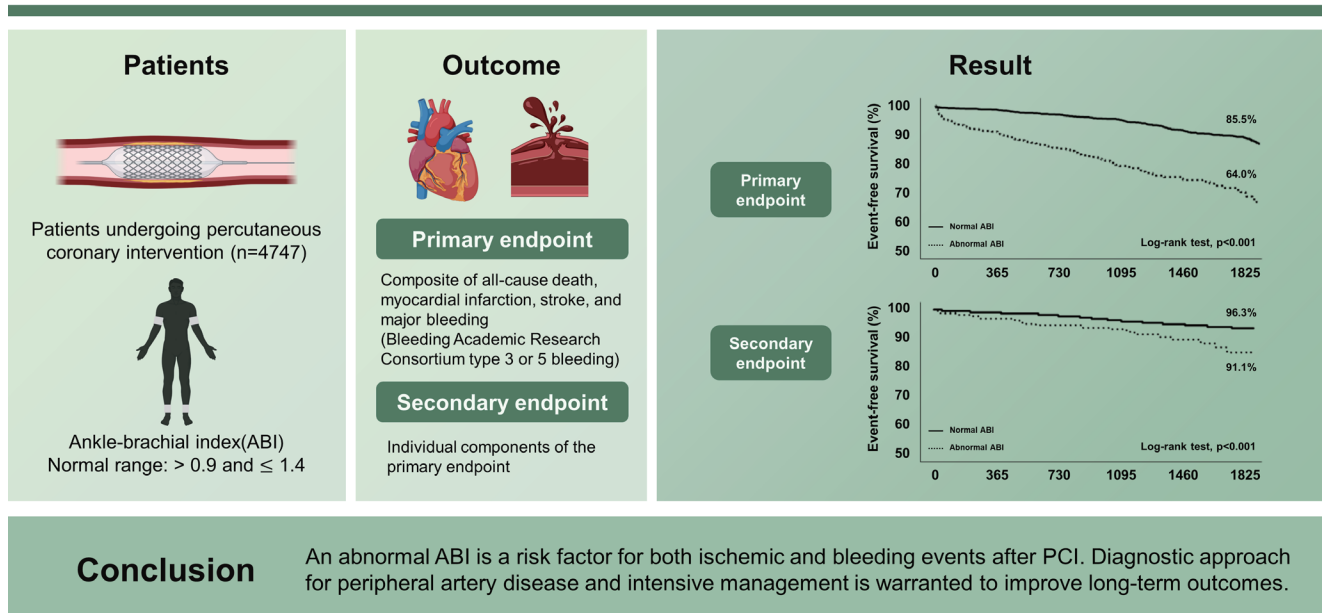 Patients
Patients undergoing percutaneous
coronary intervention (n=4747)
Ankle-brachial index(ABI)
Normal range: > 0.9 and ≤ 1.4
Outcome
Primary endpoint
Composite of all-cause death,
myocardial infarction, stroke, and
major bleeding
(Bleeding Academic Research
Consortium type 3 or 5 bleeding)
Secondary endpoint
Individual components of the
primary endpoint
Result
Primary
endpoint
Event-free survival (%)
100
90
80
70
60
50
85.5%
64.0%
Normal ABI
Abnormal ABI
Log-rank test, p<0.001
0 365 730 1095 1460 1825
Secondary
endpoint
Event-free survival (%)
100
90
80
70
60
50
96.3%
91.1%
Normal ABI
Abnormal ABI
Log-rank test, p<0.001
0 365 730 1095 1460 1825
Conclusion
An abnormal ABI is a risk factor for both ischemic and bleeding events after PCI. Diagnostic approach
for peripheral artery disease and intensive management is warranted to improve long-term outcomes.